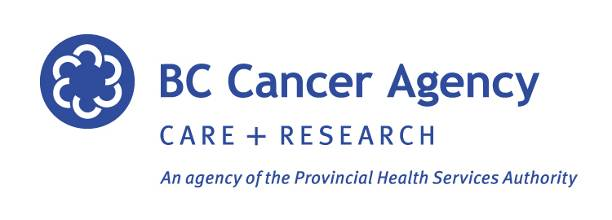 BC Cancer Agency
CARE + RESEARCH
An agency of the Provincial Health Services Authority